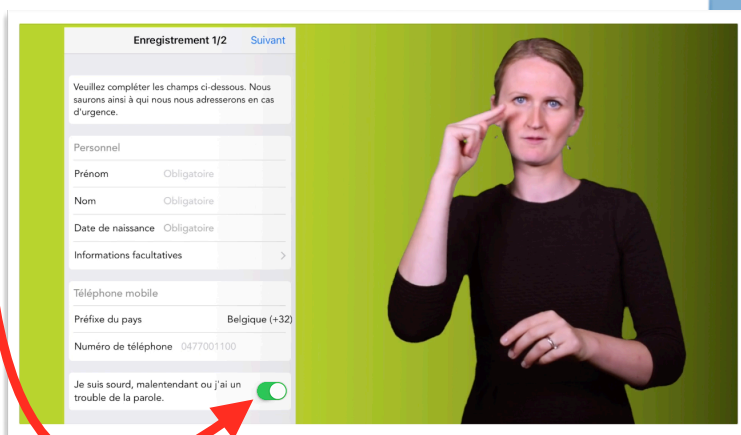 Enregistrement 1/2 Suivant
Veuillez compléter les champs ci-dessous. Nous
saurons ainsi à qui nous nous adresserons en cas
d'urgence.
Personnel
Prénom Obligatoire
Nom Obligatoire
Date de naissance Obligatoire
Informations facultatives
Téléphone mobile
Préfixe du pays Belgique (+32)
Numéro de téléphone 0477001100
Je suis sourd, malentendant ou j'ai un
trouble de la parole.